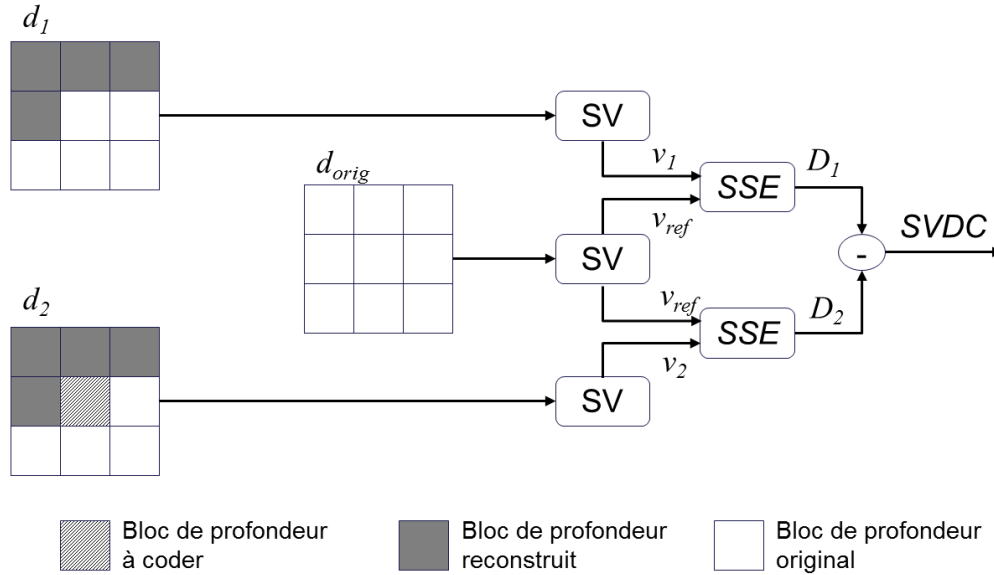 d1
SV
v1
D1
dorig
SSE
vref
SVDC
SV
-
d2
vref
D2
SSE
v2
SV
Bloc de profondeur
à coder
Bloc de profondeur
reconstruit
Bloc de profondeur
original